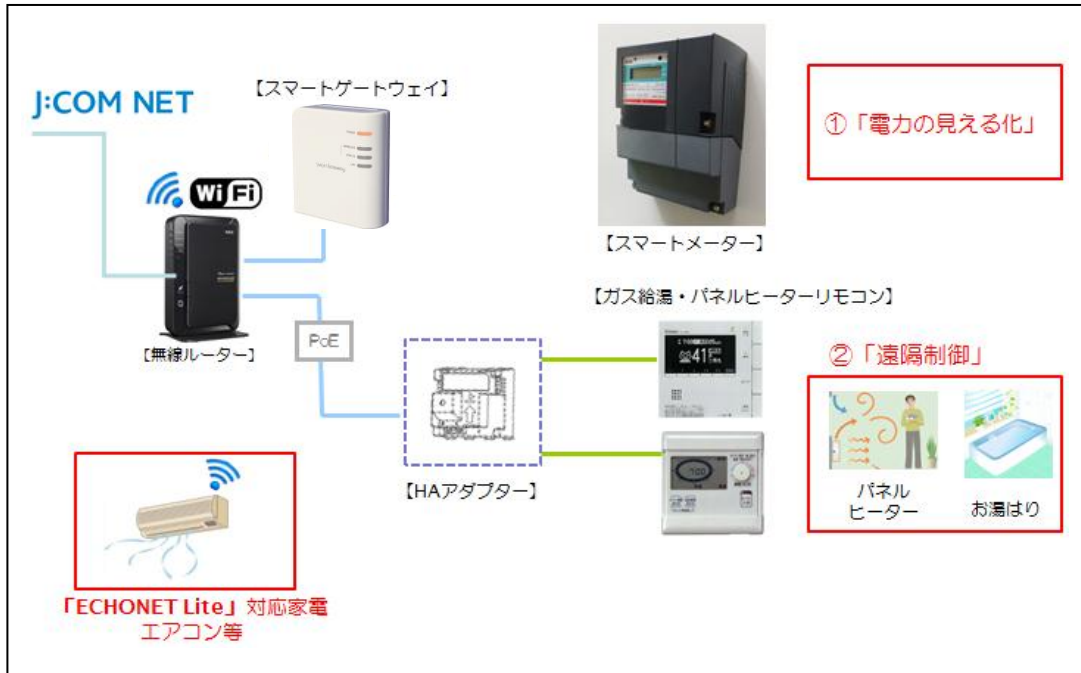 J:COM NET
【スマートゲートウェイ】
①「電力の見える化」
WiFi
【スマートメーター】
【無線ルーター】
PoE
【ガス給湯・パネルヒーターリモコン】
41
②「遠隔制御」
【HAアダプター】
7:00
パネル
ヒーター
お湯はり
「ECHONET Lite」対応家電
エアコン等